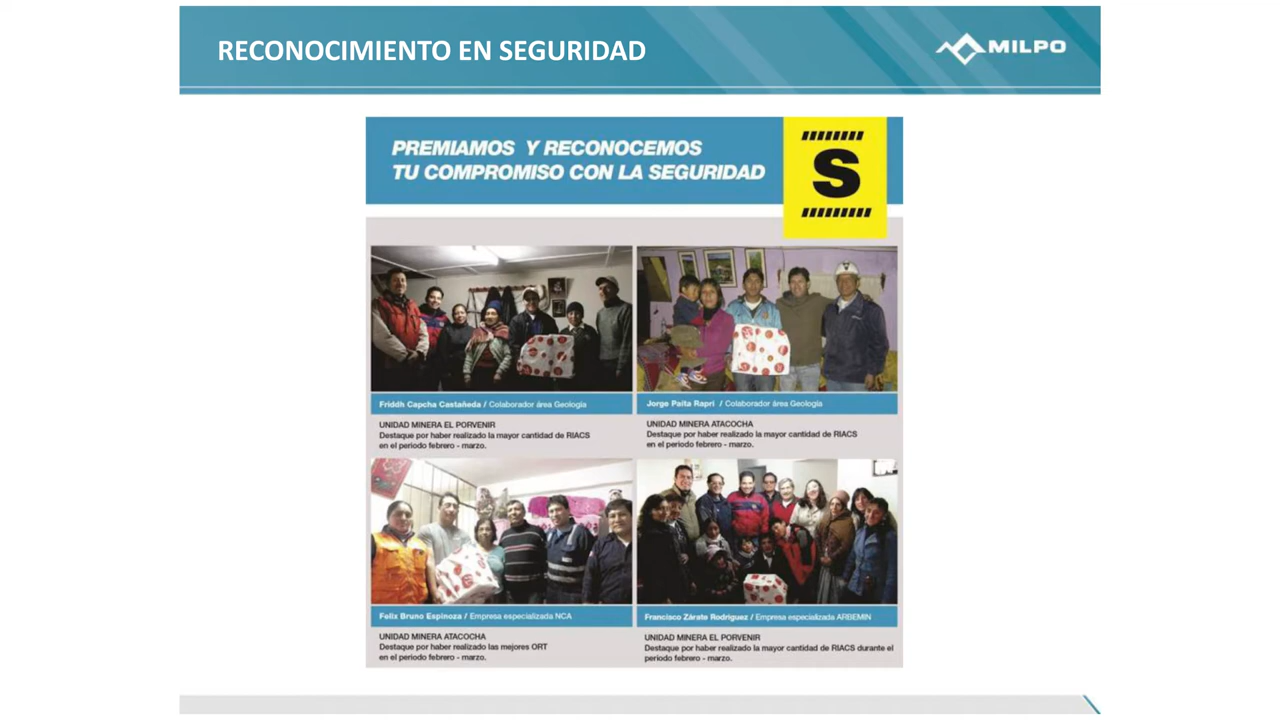 RECONOCIMIENTO EN SEGURIDAD
MILPO
PREMIAMOS Y RECONOCEMOS
TU COMPROMISO CON LA SEGURIDAD
S
Friddh Capcha Castañeda / Colaborador área Geología
UNIDAD MINERA EL PORVENIR
Destaque por haber realizado la mayor cantidad de RIACS
en el periodo febrero - marzo.
Jorge Paita Rapri / Colaborador área Geología
UNIDAD MINERA ATACOCHA
Destaque por haber realizado la mayor cantidad de RIACS
en el periodo febrero - marzo.
Felix Bruno Espinoza / Empresa especializada NCA
UNIDAD MINERA ATACOCHA
Destaque por haber realizado las mejores ORT
en el periodo febrero - marzo.
Francisco Zárate Rodriguez / Empresa especializada ARBEMIN
UNIDAD MINERA EL PORVENIR
Destaque por haber realizado la mayor cantidad de RIACS durante el
periodo febrero - marzo.